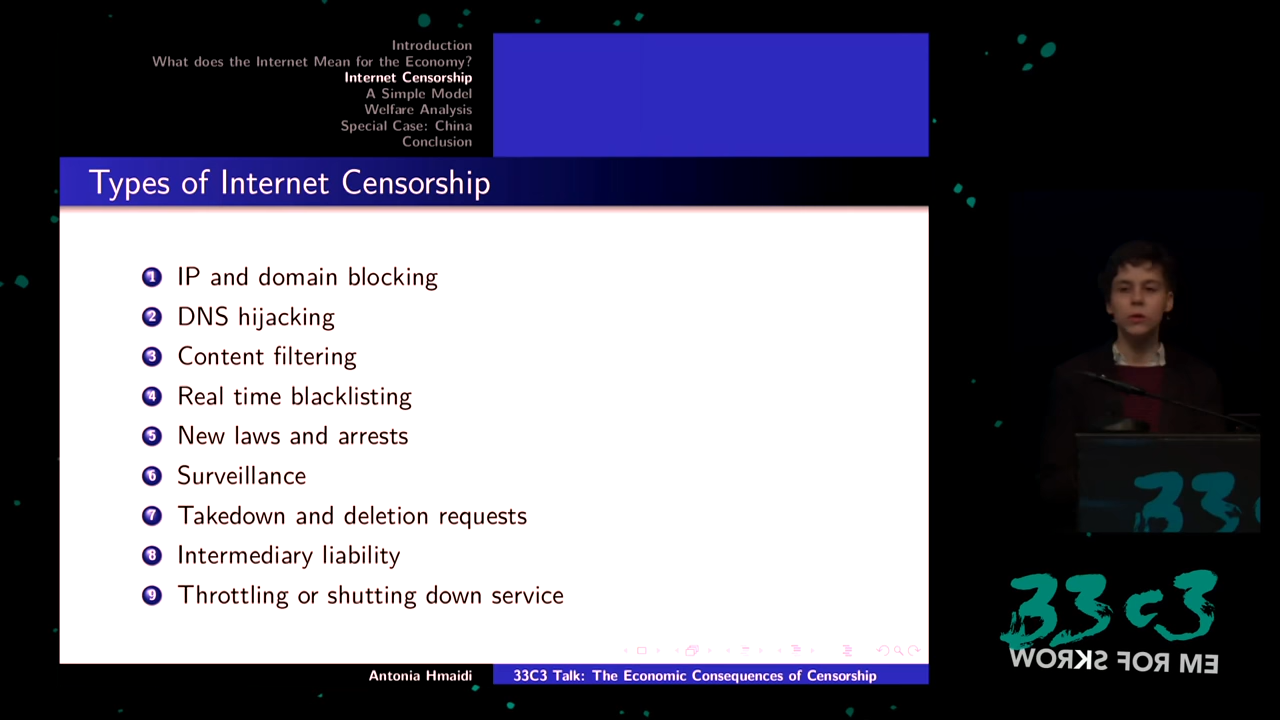 Introduction
What does the Internet Mean for the Economy?
Internet Censorship
A Simple Model
Welfare Analysis
Special Case: China
Conclusion
Types of Internet Censorship
1 IP and domain blocking
2 DNS hijacking
3 Content filtering
4 Real time blacklisting
5 New laws and arrests
6 Surveillance
7 Takedown and deletion requests
8 Intermediary liability
9 Throttling or shutting down service
Antonia Hmaidi
33C3 Talk: The Economic Consequences of Censorship
33
33C3
WORKS FOR ME